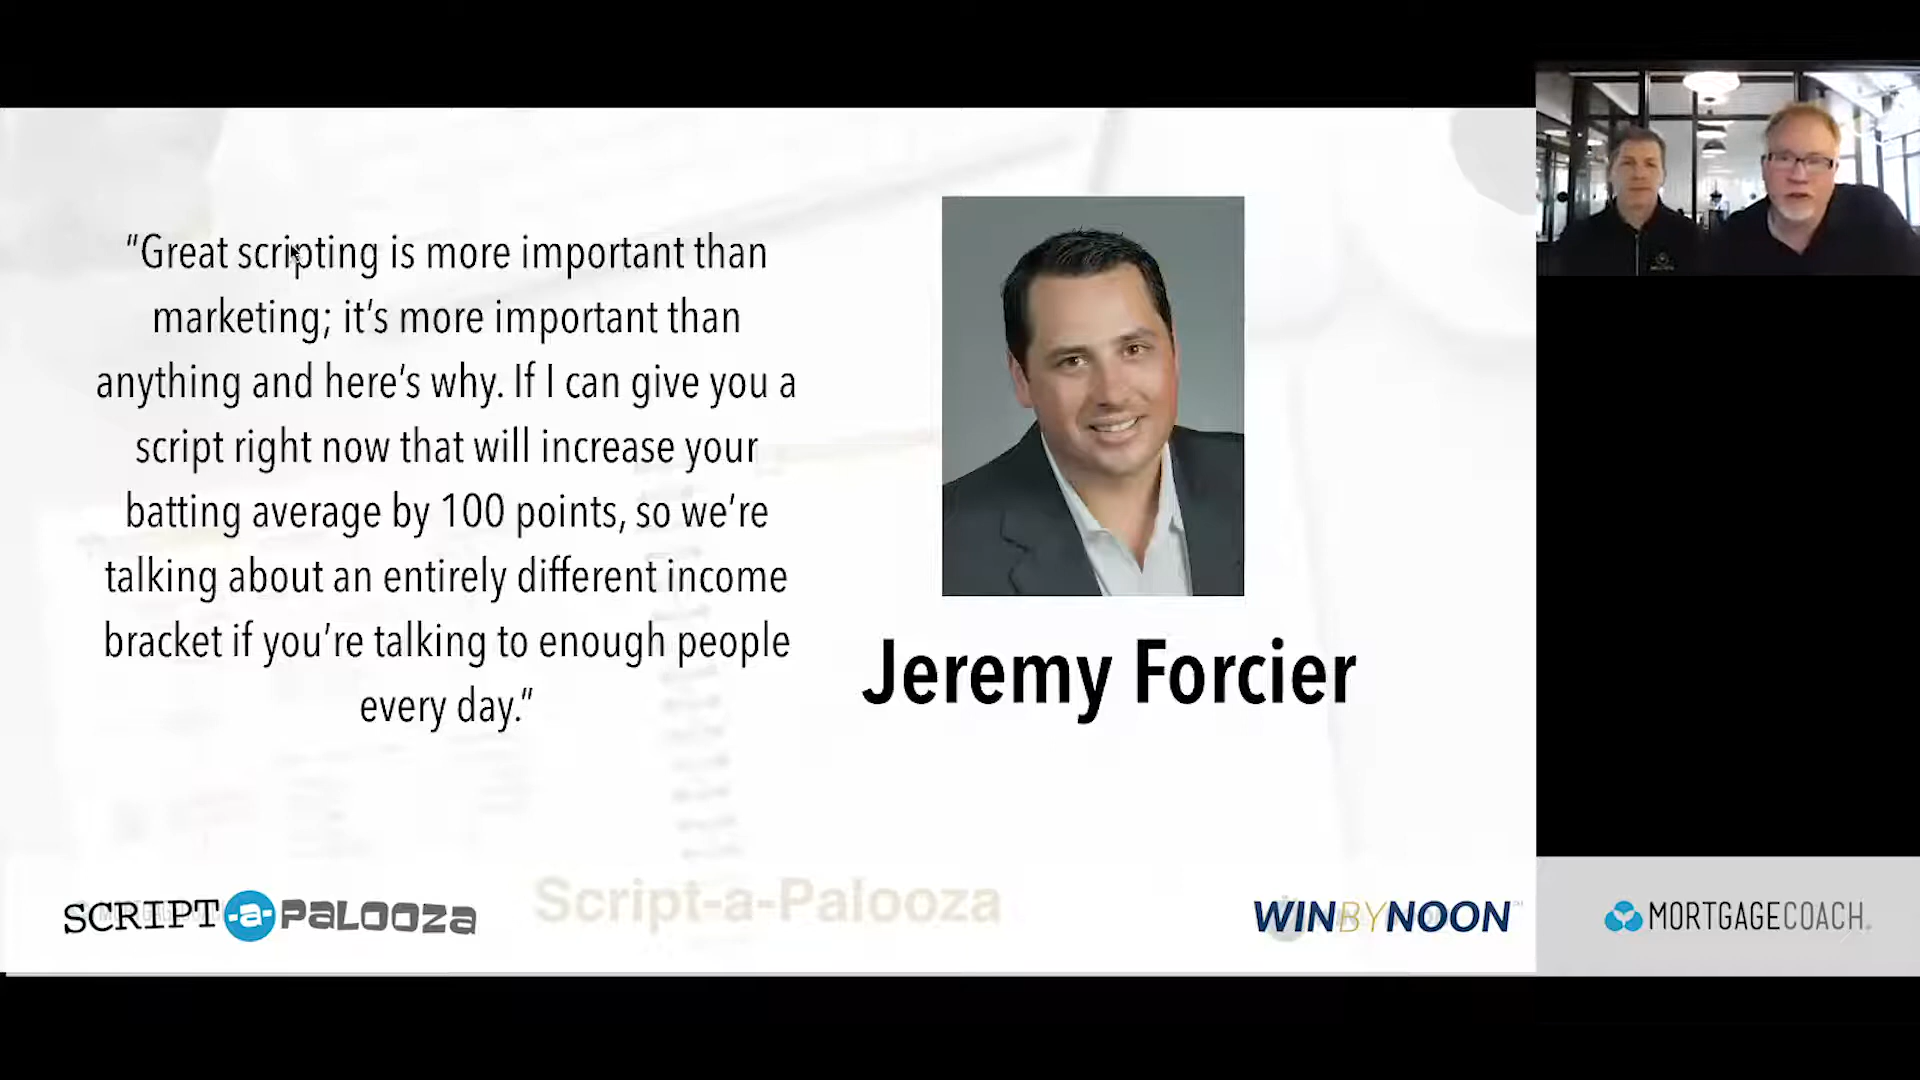 “Great scripting is more important than
marketing; it’s more important than
anything and here’s why. If I can give you a
script right now that will increase your
batting average by 100 points, so we’re
talking about an entirely different income
bracket if you’re talking to enough people
every day.”
Jeremy Forcier
SCRIPT-a-PALOOZA
Script-a-Palooza
WINBYNOON™
MORTGAGECOACH®